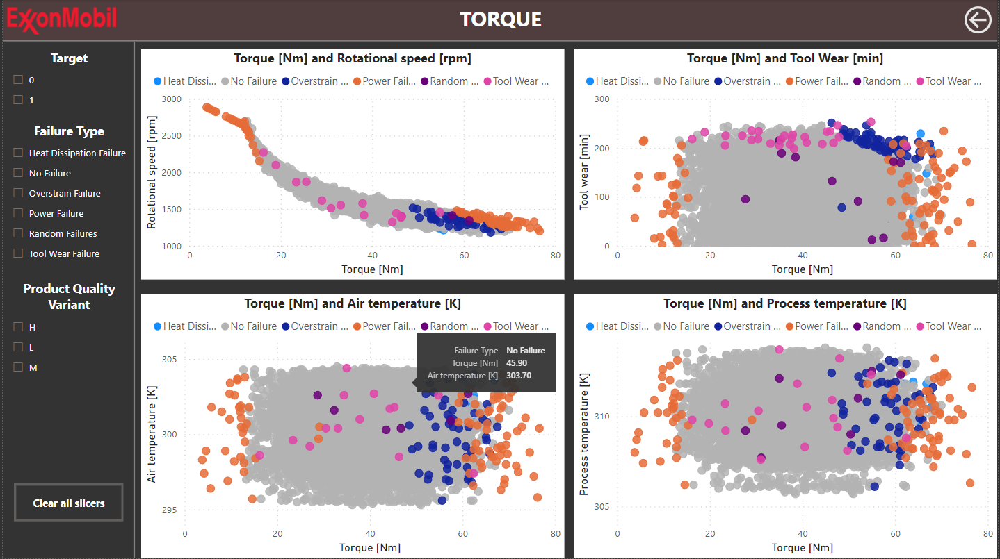 ExxonMobil
TORQUE
Target
0
1
Failure Type
Heat Dissipation Failure
No Failure
Overstrain Failure
Power Failure
Random Failures
Tool Wear Failure
Product Quality
Variant
H
L
M
Clear all slicers
Torque [Nm] and Rotational speed [rpm]
Heat Dissi... No Failure Overstrain ... Power Fail... Random ... Tool Wear ...
Rotational speed [rpm]
3000
2500
2000
1500
1000
0 20 40 60 80
Torque [Nm]
Torque [Nm] and Tool Wear [min]
Heat Dissi... No Failure Overstrain ... Power Fail... Random ... Tool Wear ...
Tool wear [min]
300
200
100
0
0 20 40 60 80
Torque [Nm]
Torque [Nm] and Air temperature [K]
Heat Dissi... No Failure Overstrain ... Power Fail... Random ... Tool Wear ...
Air temperature [K]
305
300
295
0 20 40 60 80
Torque [Nm]
Failure Type No Failure
Torque [Nm] 45.90
Air temperature [K] 303.70
Torque [Nm] and Process temperature [K]
Heat Dissi... No Failure Overstrain ... Power Fail... Random ... Tool Wear ...
Process temperature [K]
310
305
0 20 40 60 80
Torque [Nm]